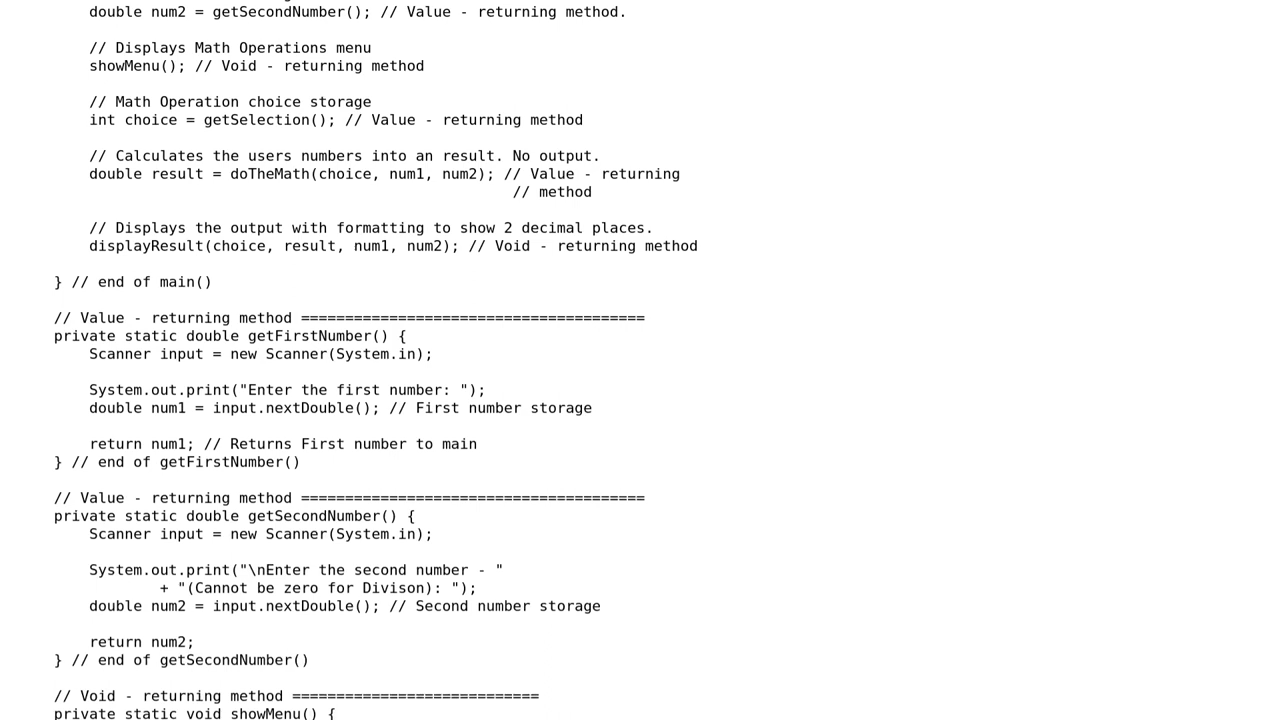 double num2 = getSecondNumber(); // Value - returning method.
// Displays Math Operations menu
showMenu(); // Void - returning method
// Math Operation choice storage
int choice = getSelection(); // Value - returning method
// Calculates the users numbers into an result. No output.
double result = doTheMath(choice, num1, num2); // Value - returning
// method
// Displays the output with formatting to show 2 decimal places.
displayResult(choice, result, num1, num2); // Void - returning method
} // end of main()
// Value - returning method =======================================
private static double getFirstNumber() {
Scanner input = new Scanner(System.in);
System.out.print("Enter the first number: ");
double num1 = input.nextDouble(); // First number storage
return num1; // Returns First number to main
} // end of getFirstNumber()
// Value - returning method =======================================
private static double getSecondNumber() {
Scanner input = new Scanner(System.in);
System.out.print("\nEnter the second number - "
+ "(Cannot be zero for Divison): ");
double num2 = input.nextDouble(); // Second number storage
return num2;
} // end of getSecondNumber()
// Void - returning method ============================
private static void showMenu() {